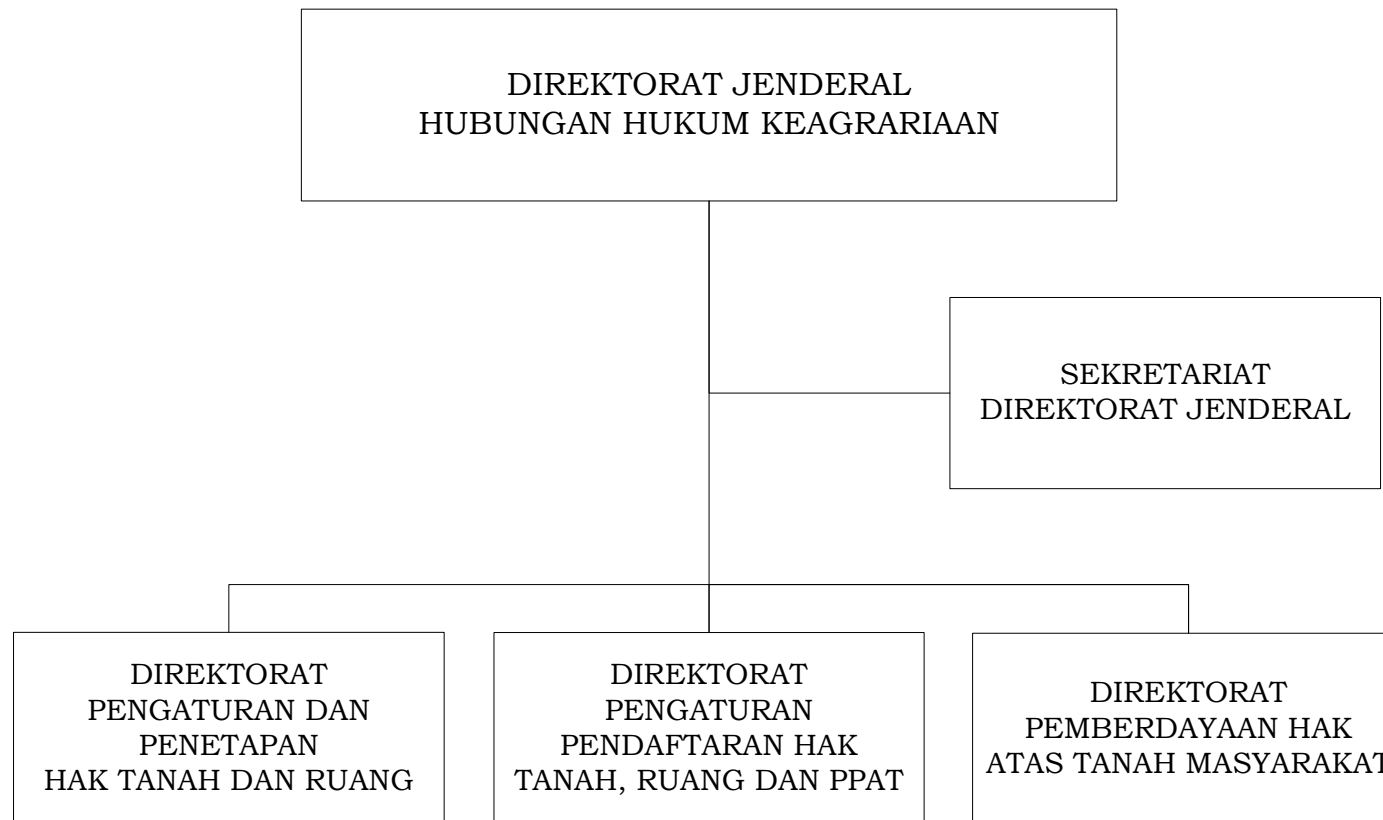 DIREKTORAT JENDERAL
HUBUNGAN HUKUM KEAGRARIAAN
SEKRETARIAT
DIREKTORAT JENDERAL
DIREKTORAT
PENGATURAN DAN
PENETAPAN
HAK TANAH DAN RUANG
DIREKTORAT
PENGATURAN
PENDAFTARAN HAK
TANAH, RUANG DAN PPAT
DIREKTORAT
PEMBERDAYAAN HAK
ATAS TANAH MASYARAKAT